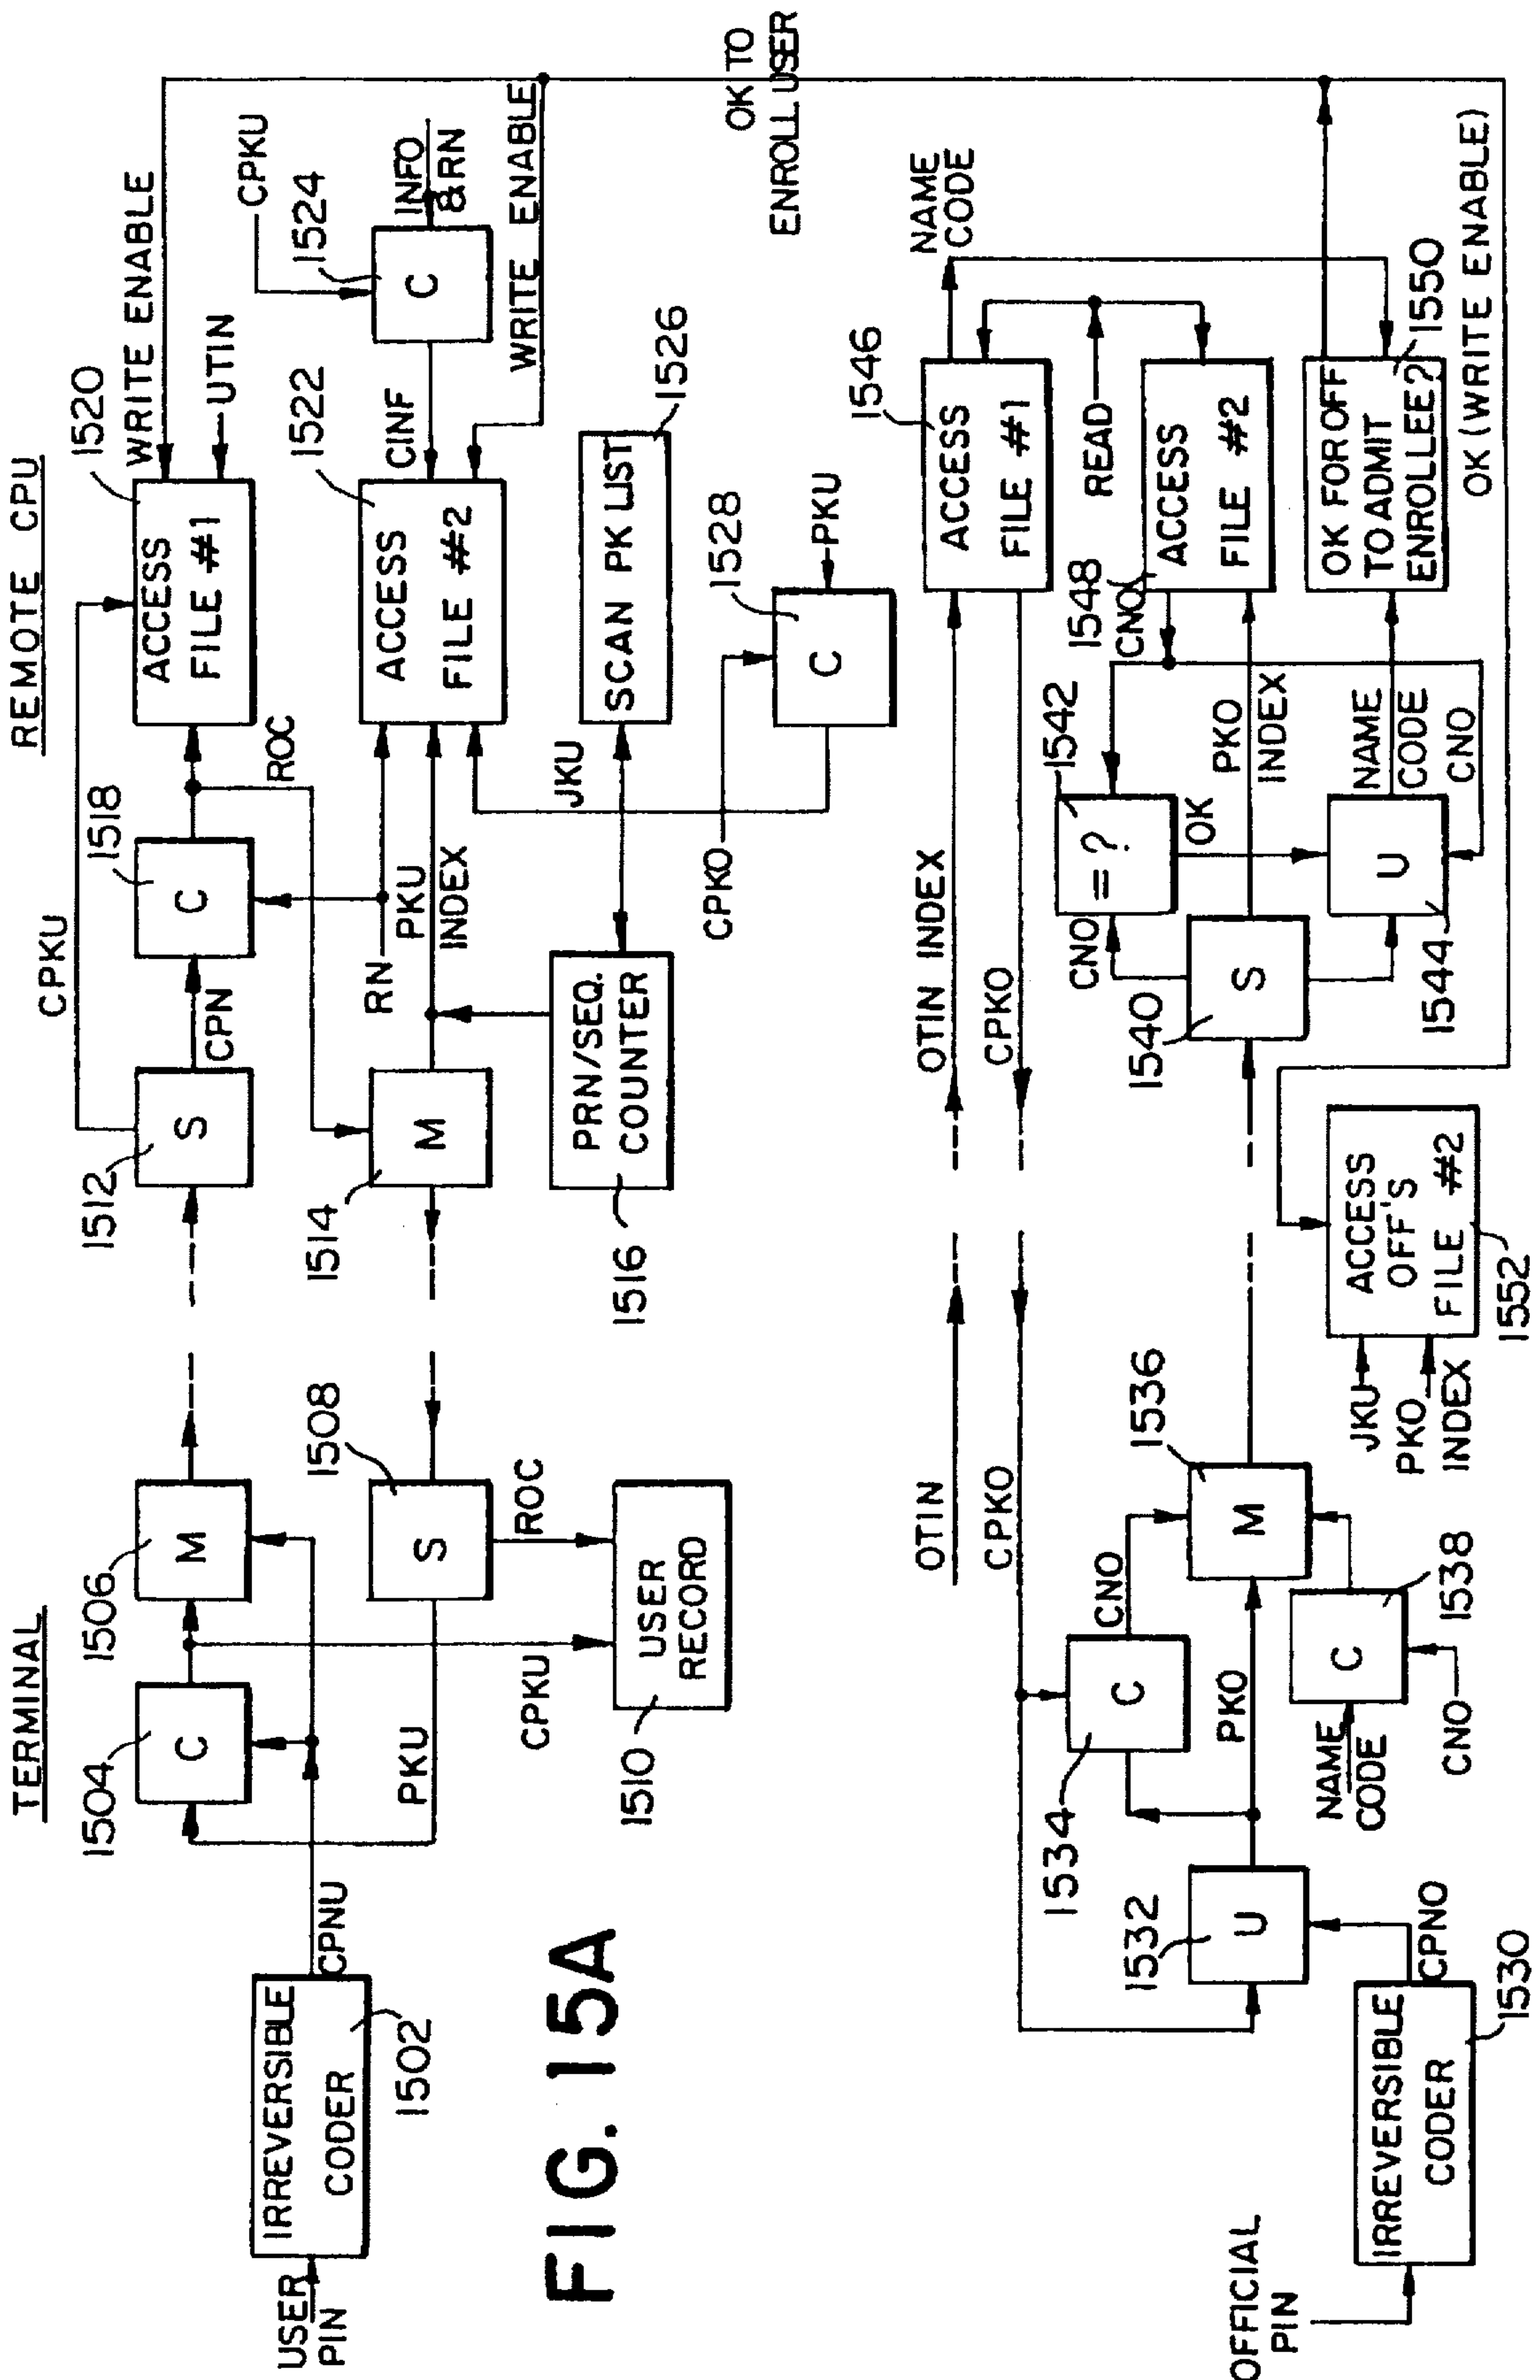 TERMINAL
REMOTE CPU
USER
PIN
IRREVERSIBLE
CODER
1502
CPNU
1504
C
1506
M
CPKU
USER
RECORD
1510
PKU
1508
S
ROC
1512
S
CPKU
CPN
1518
C
ROC
1520
ACCESS
FILE #1
WRITE ENABLE
UTIN
1514
M
RN
PKU
INDEX
1522
ACCESS
FILE #2
CINF
1524
C
CPKU
INFO
& RN
WRITE ENABLE
1516
PRN/SEQ.
COUNTER
SCAN PK LIST
1526
JKU
CPKO
1528
C
PKU
OK TO
ENROLL USER
FIG. 15A
OTIN
OTIN INDEX
CPKO
CPKO
1546
ACCESS
FILE #1
NAME
CODE
READ
1548
ACCESS
FILE #2
CNO
1534
C
CNO
1536
M
PKO
1532
U
CPNO
OFFICIAL
PIN
IRREVERSIBLE
CODER
1530
NAME
CODE
C
1538
CNO
1540
S
CNO
1542
= ?
OK
PKO
INDEX
1544
U
NAME
CODE
CNO
OK FOR OFF
TO ADMIT
ENROLLEE?
1550
OK (WRITE ENABLE)
JKU
PKO
INDEX
ACCESS
OFF'S
FILE #2
1552